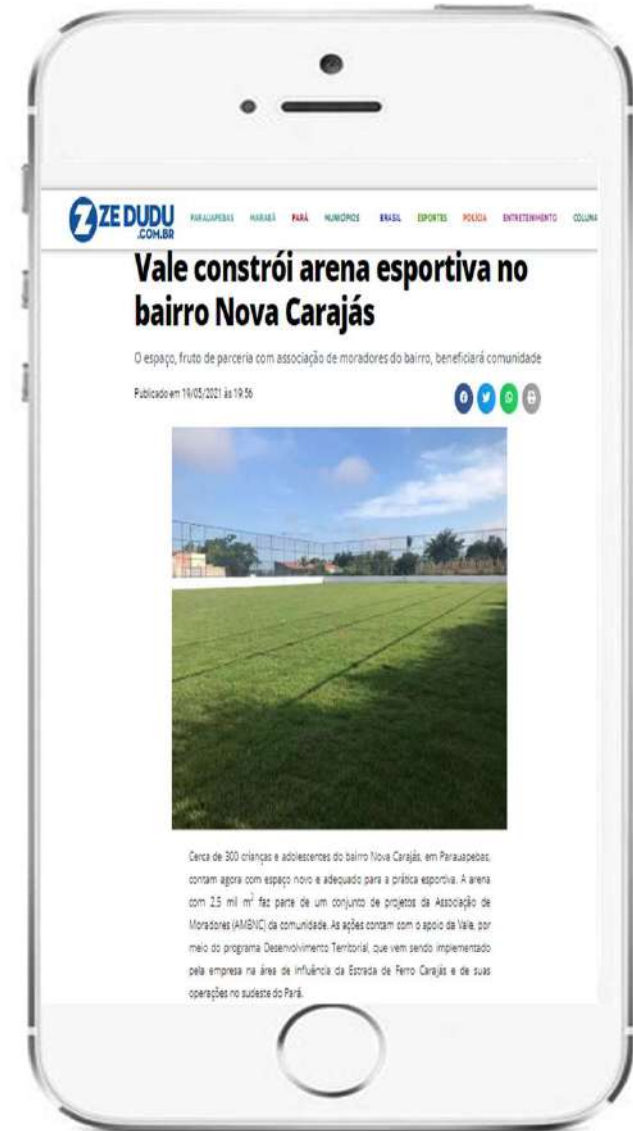 ZE DUDU
.COM.BR
PARAUAPEBAS MARABÁ PARÁ MUNICÍPIOS BRASIL ESPORTES POLÍCIA ENTRETENIMENTO COLUNA
Vale constrói arena esportiva no
bairro Nova Carajás
O espaço, fruto de parceria com associação de moradores do bairro, beneficiará comunidade
Publicado em 19/05/2021 às 19:56
Cerca de 300 crianças e adolescentes do bairro Nova Carajás, em Parauapebas,
contam agora com espaço novo e adequado para a prática esportiva. A arena
com 2,5 mil m² faz parte de um conjunto de projetos da Associação de
Moradores (AMBNC) da comunidade. As ações contam com o apoio da Vale, por
meio do programa Desenvolvimento Territorial, que vem sendo implementado
pela empresa na área de influência da Estrada de Ferro Carajás e de suas
operações no sudeste do Pará.